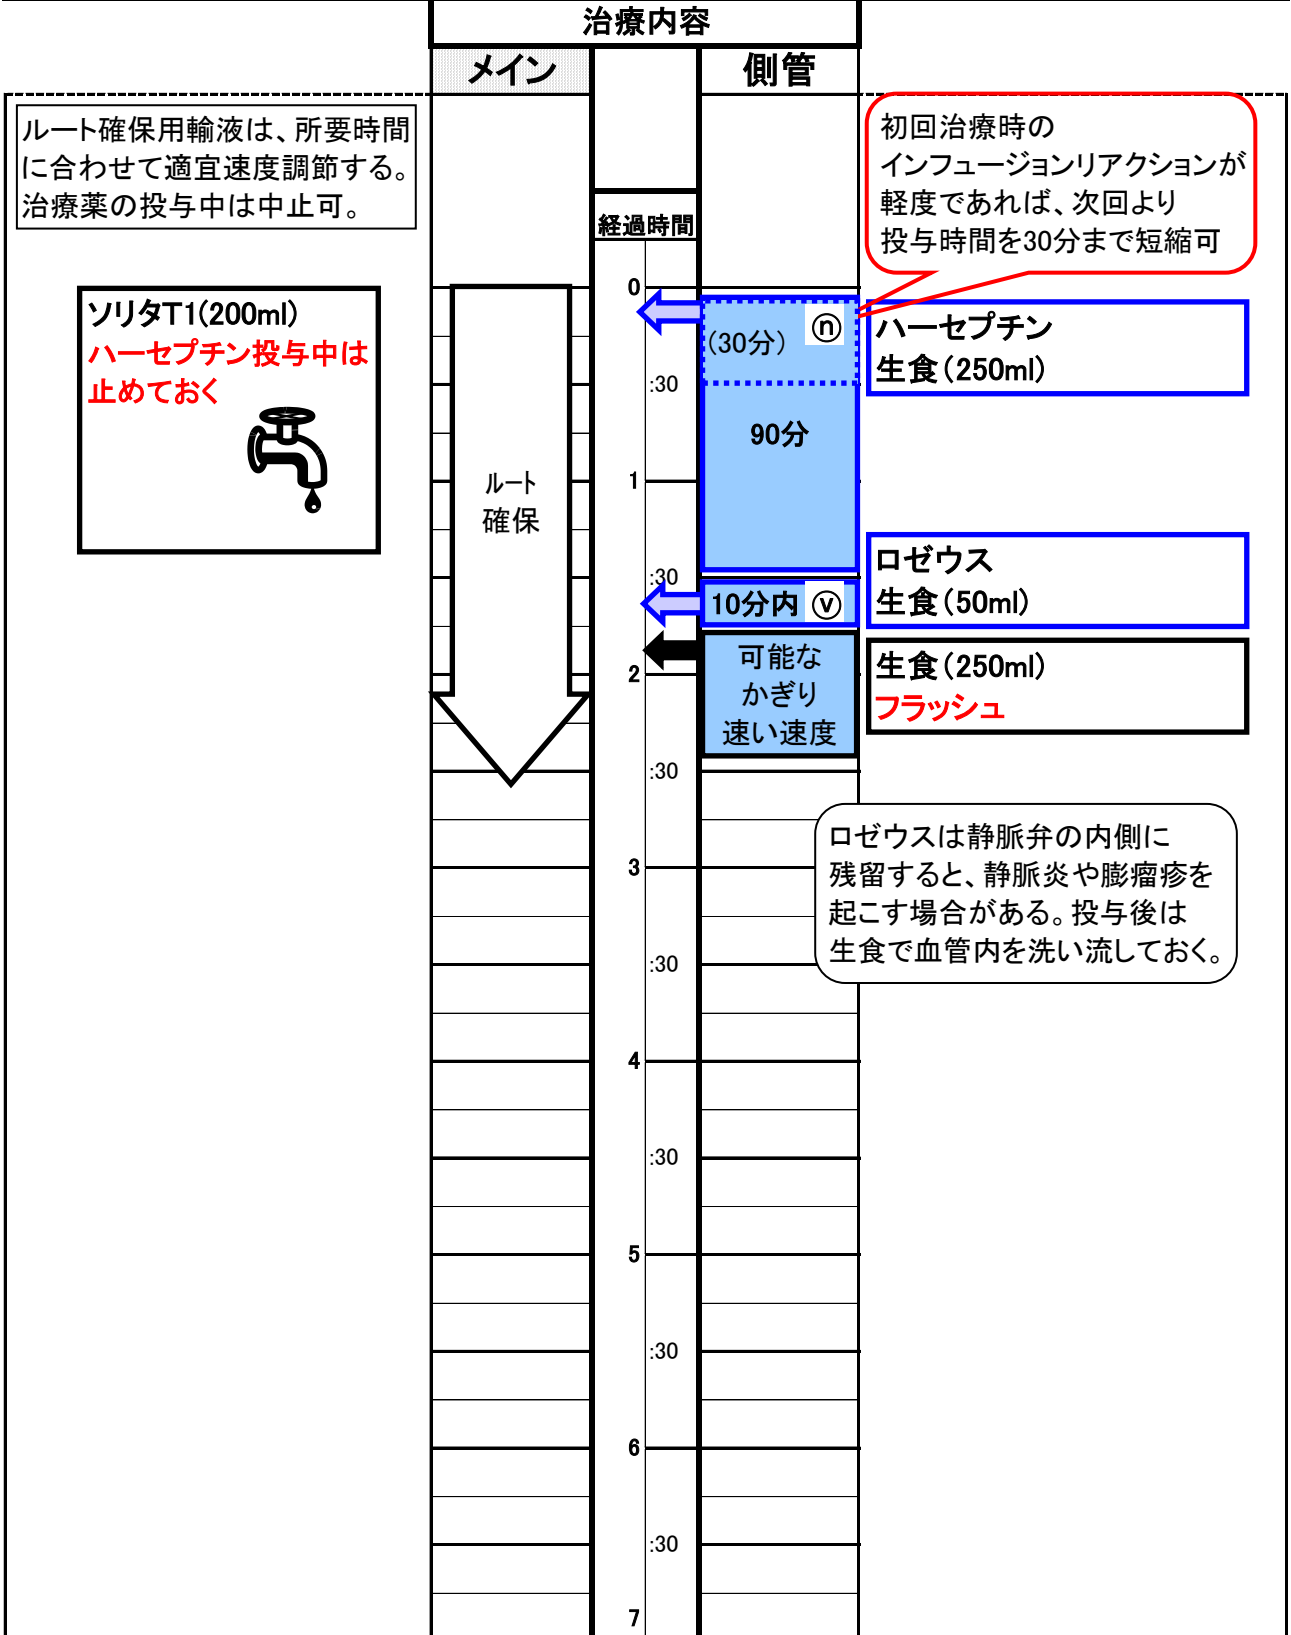 治療内容
メイン
側管
ルート確保用輸液は、所要時間
に合わせて適宜速度調節する。
治療薬の投与中は中止可。
初回治療時の
インフュージョンリアクションが
軽度であれば、次回より
投与時間を30分まで短縮可
経過時間
0
ソリタT1(200ml)
ハーセプチン投与中は
止めておく
(30分)
ⓝ
ハーセプチン
生食(250ml)
:30
90分
1
ルート
確保
:30
10分内 ⓥ
ロゼウス
生食(50ml)
2
可能な
かぎり
速い速度
生食(250ml)
フラッシュ
:30
ロゼウスは静脈弁の内側に
残留すると、静脈炎や膨瘤疹を
起こす場合がある。投与後は
生食で血管内を洗い流しておく。
3
:30
4
:30
5
:30
6
:30
7